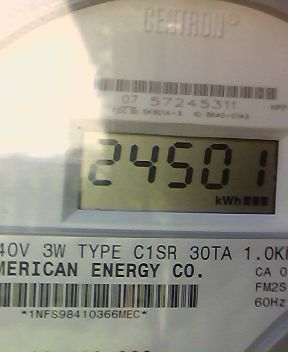 CENTRON®
07 57245311
24501
kWh
40V 3W TYPE C1SR 30TA 1.0K
MERICAN ENERGY CO.
CA 0
FM2S
60Hz
*1NFS98410366MEC*